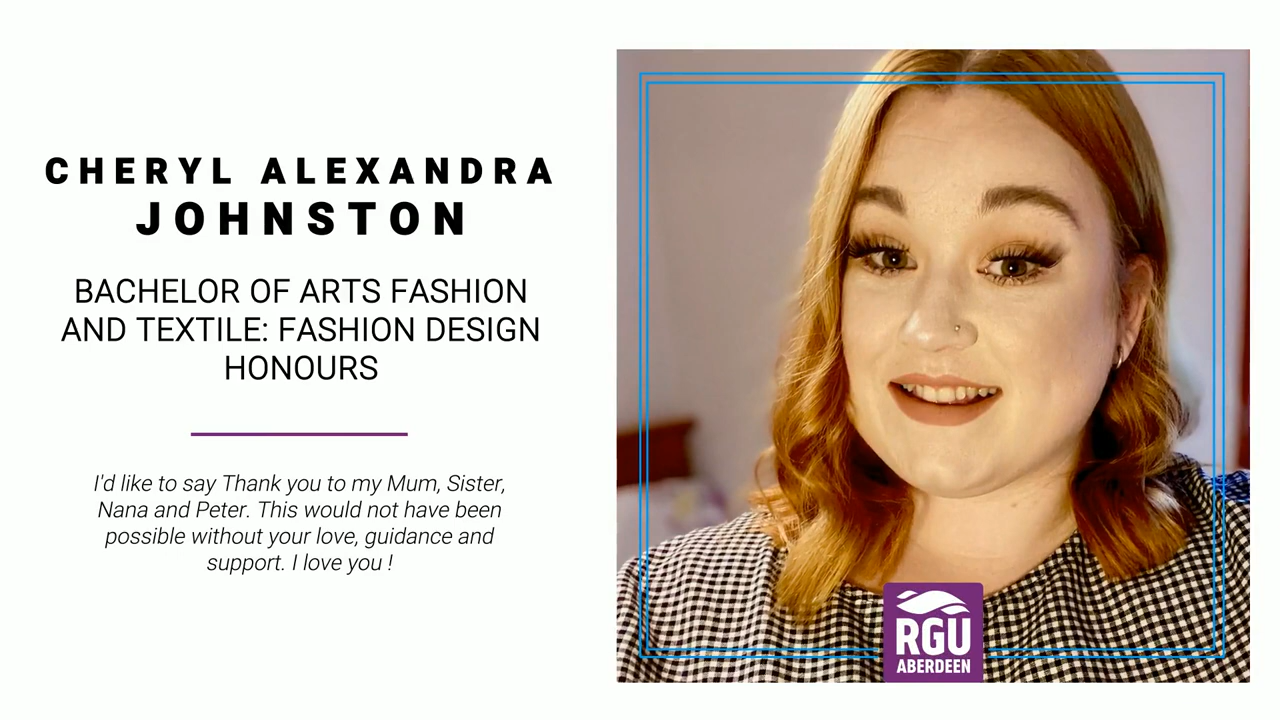 CHERYL ALEXANDRA
JOHNSTON
BACHELOR OF ARTS FASHION
AND TEXTILE: FASHION DESIGN
HONOURS
I'd like to say Thank you to my Mum, Sister,
Nana and Peter. This would not have been
possible without your love, guidance and
support. I love you !
RGU
ABERDEEN